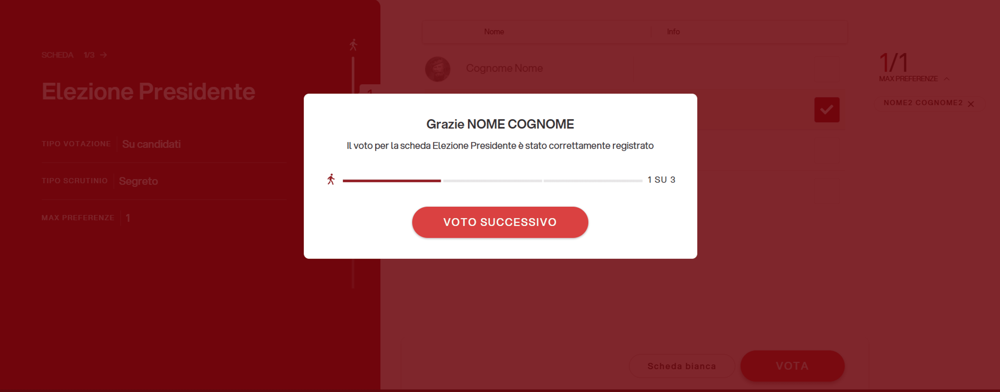 SCHEDA 1/3 →
Elezione Presidente
TIPO VOTAZIONE Su candidati
TIPO SCRUTINIO Segreto
MAX PREFERENZE 1
1
Nome Info
Cognome Nome
1/1
MAX PREFERENZE
NOME2 COGNOME2
Grazie NOME COGNOME
Il voto per la scheda Elezione Presidente è stato correttamente registrato
1 SU 3
VOTO SUCCESSIVO
Scheda bianca
VOTA